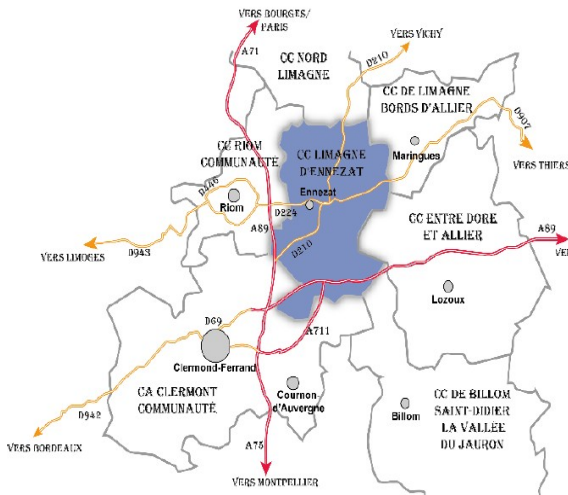 VERS BOURGES/
PARIS
A71
CC NORD
LIMAGNE
D210
VERS VICHY
CC DE LIMAGNE
BORDS D'ALLIER
D907
VERS THIERS
CC RIOM
COMMUNAUTÉ
CC LIMAGNE
D'ENNEZAT
Maringues
D446
Riom
Ennezat
D224
A89
D210
CC ENTRE DORE
ET ALLIER
A89
VERS LIMOGES
D943
Lozoux
D69
A711
Clermond-Ferrand
CA CLERMONT
COMMUNAUTÉ
Cournon
d'Auvergne
Billom
CC DE BILLOM
SAINT-DIDIER
LA VALLÉE
DU JAURON
D942
VERS BORDEAUX
A75
VERS MONTPELLIER